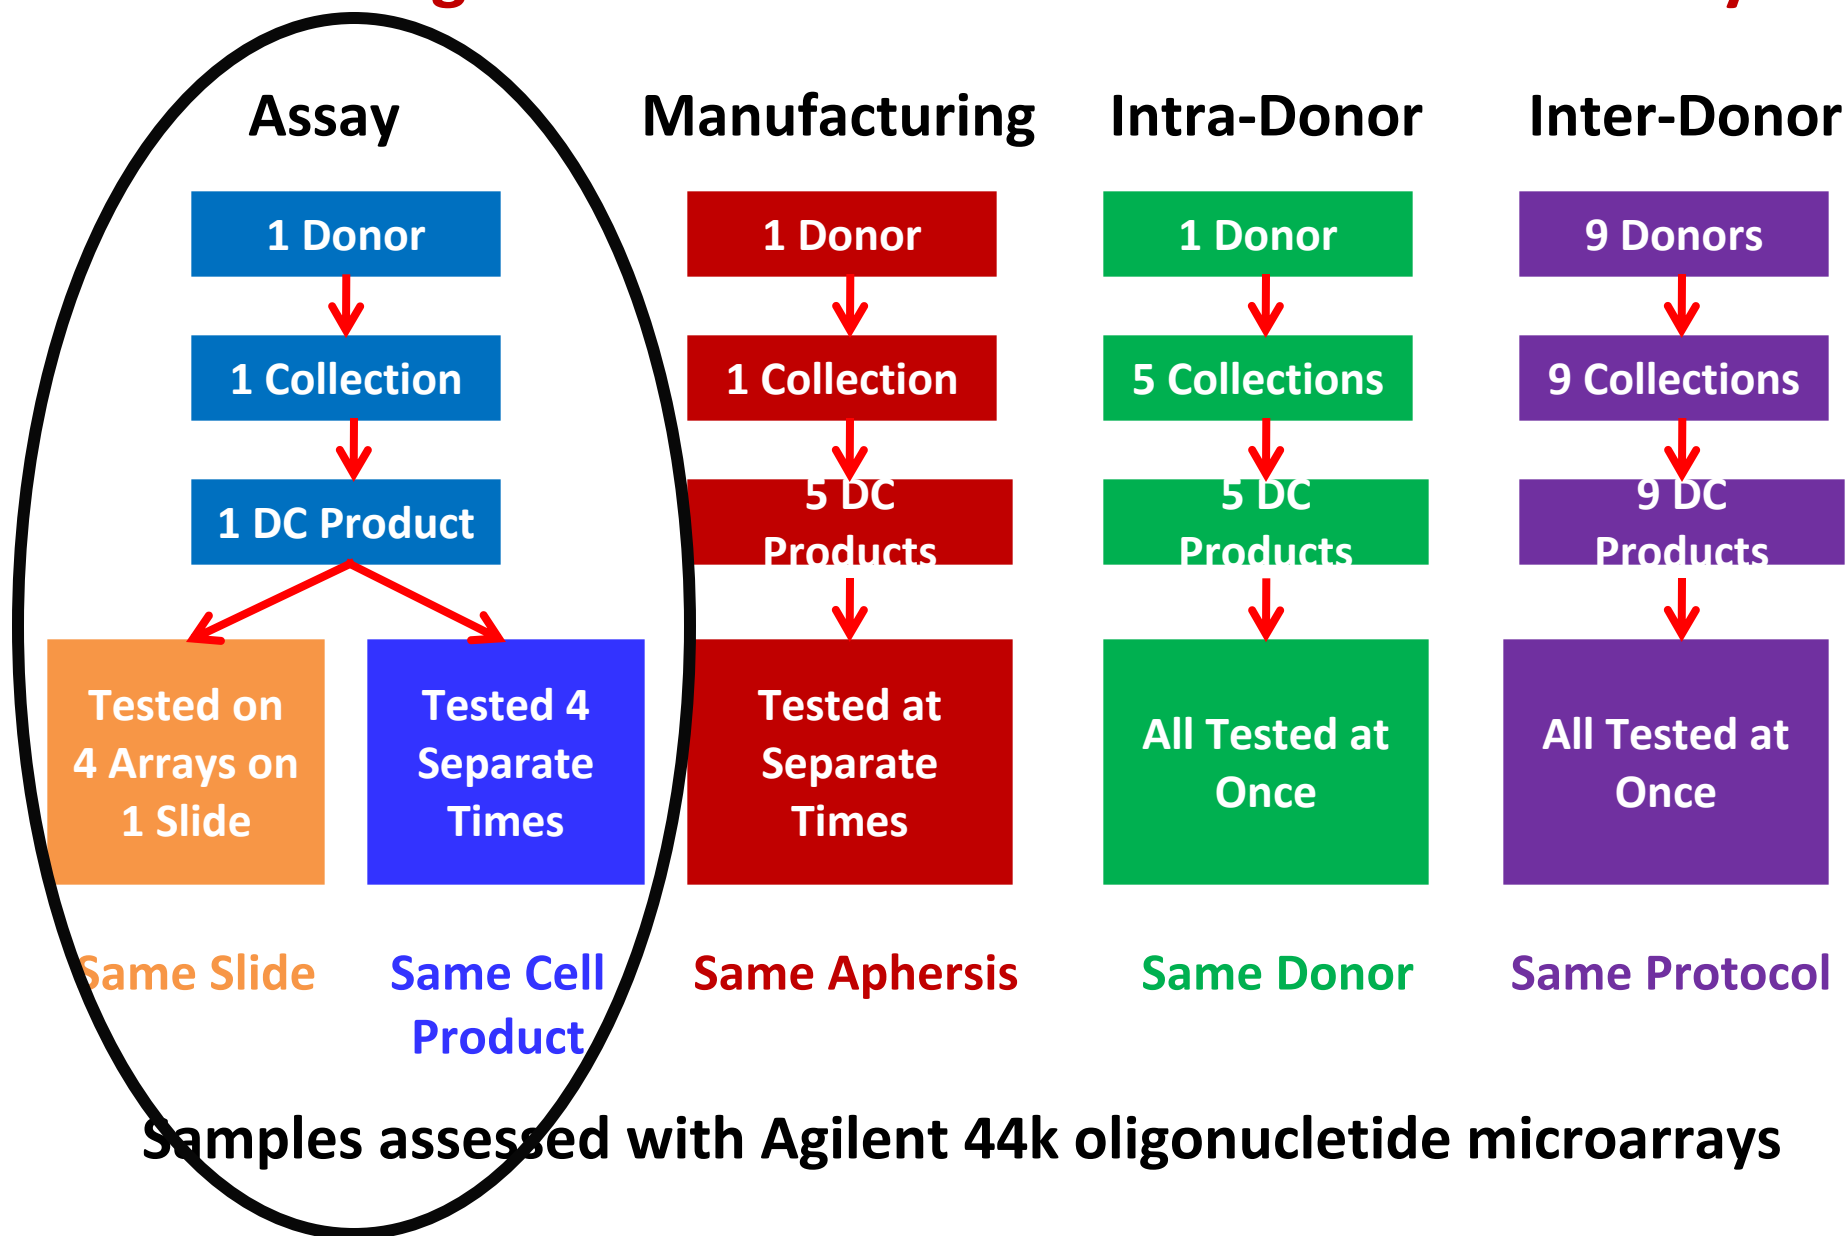 Assay
Manufacturing
Intra-Donor
Inter-Donor
1 Donor
1 Collection
1 DC Product
Tested on
4 Arrays on
1 Slide
Same Slide
Tested 4
Separate
Times
Same Cell
Product
1 Donor
1 Collection
5 DC
Products
Tested at
Separate
Times
Same Aphersis
1 Donor
5 Collections
5 DC
Products
All Tested at
Once
Same Donor
9 Donors
9 Collections
9 DC
Products
All Tested at
Once
Same Protocol
Samples assessed with Agilent 44k oligonucletide microarrays